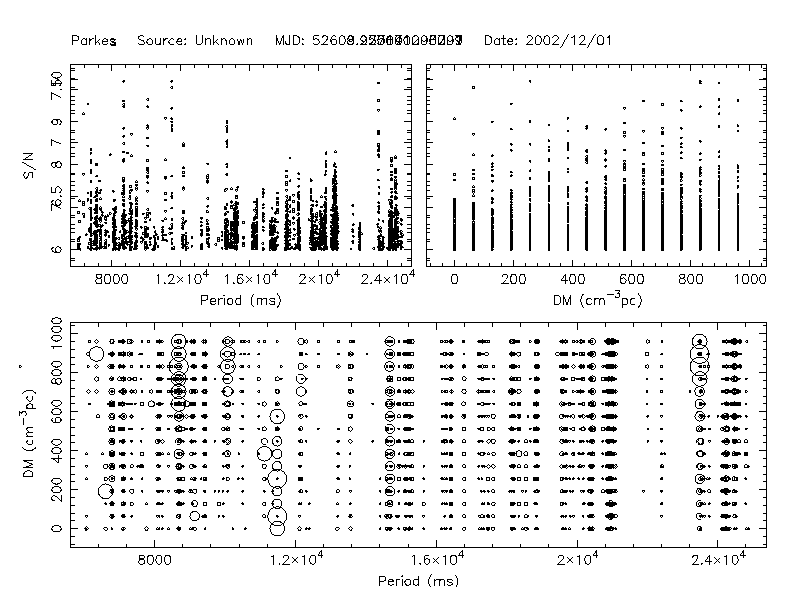 Parkes Source: Unknown MJD: 52609 Date: 2002/12/01
S/N
6 8 9
8000 1.2×10⁴ 1.6×10⁴ 2×10⁴ 2.4×10⁴
Period (ms)
0 200 400 600 800 1000
DM (cm⁻³pc)
DM (cm⁻³pc)
0 200 400 600 800 1000
8000 1.2×10⁴ 1.6×10⁴ 2×10⁴ 2.4×10⁴
Period (ms)